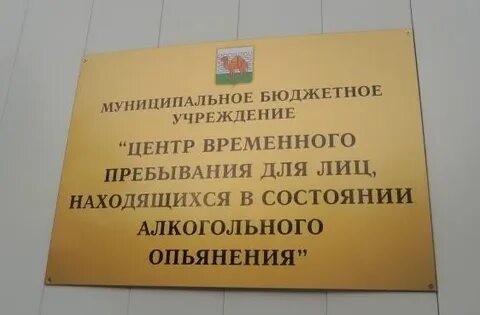 МУНИЦИПАЛЬНОЕ БЮДЖЕТНОЕ
УЧРЕЖДЕНИЕ
"ЦЕНТР ВРЕМЕННОГО
ПРЕБЫВАНИЯ ДЛЯ ЛИЦ,
НАХОДЯЩИХСЯ В СОСТОЯНИИ
АЛКОГОЛЬНОГО
ОПЬЯНЕНИЯ"